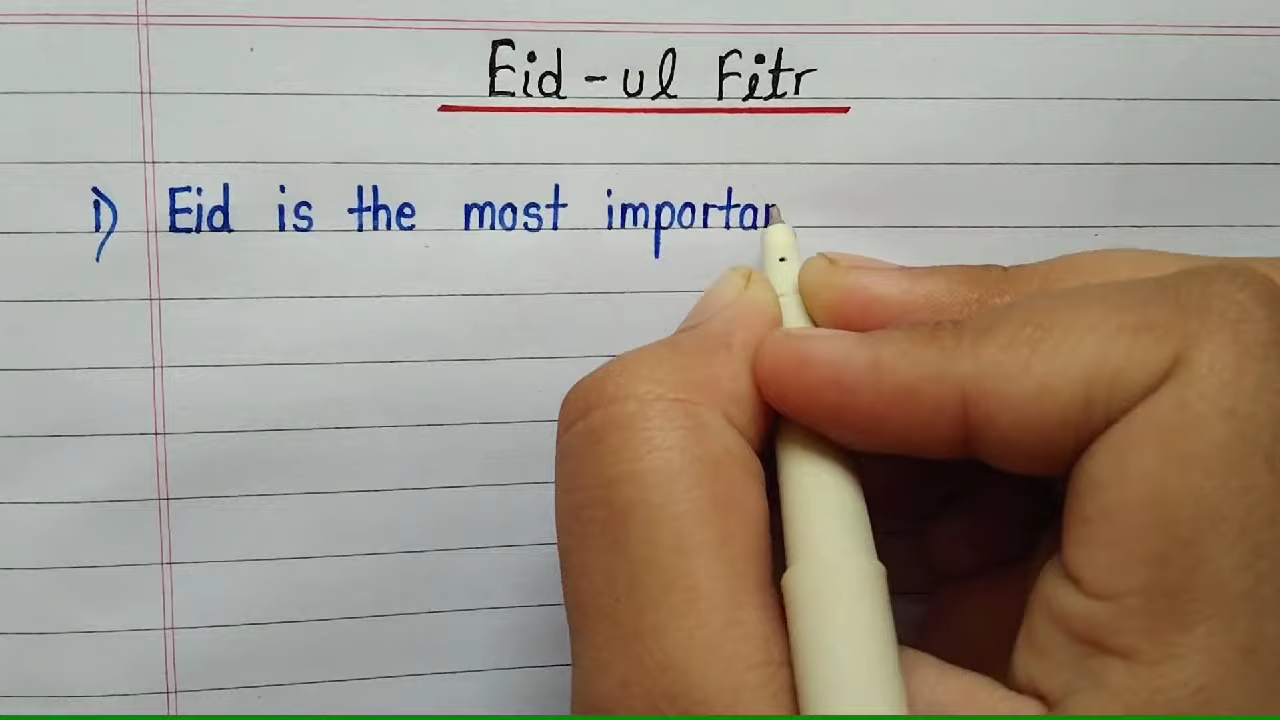 Eid-ul Fitr
1) Eid is the most importan